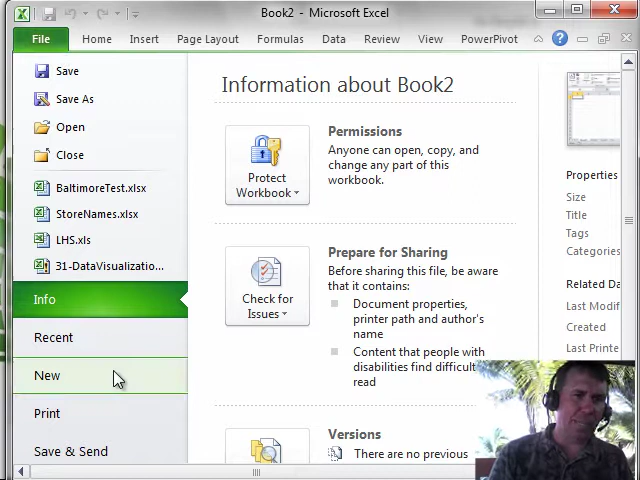 Book2 - Microsoft Excel
File Home Insert Page Layout Formulas Data Review View PowerPivot
Save
Save As
Open
Close
BaltimoreTest.xlsx
StoreNames.xlsx
LHS.xls
31-DataVisualizatio...
Info
Recent
New
Print
Save & Send
Information about Book2
Protect
Workbook
Permissions
Anyone can open, copy, and
change any part of this
workbook.
Check for
Issues
Prepare for Sharing
Before sharing this file, be aware
that it contains:
Document properties,
printer path and author's
name
Content that people with
disabilities find difficult
read
Versions
There are no previous
Properties
Size
Title
Tags
Categories
Related Da
Last Modif
Created
Last Printe